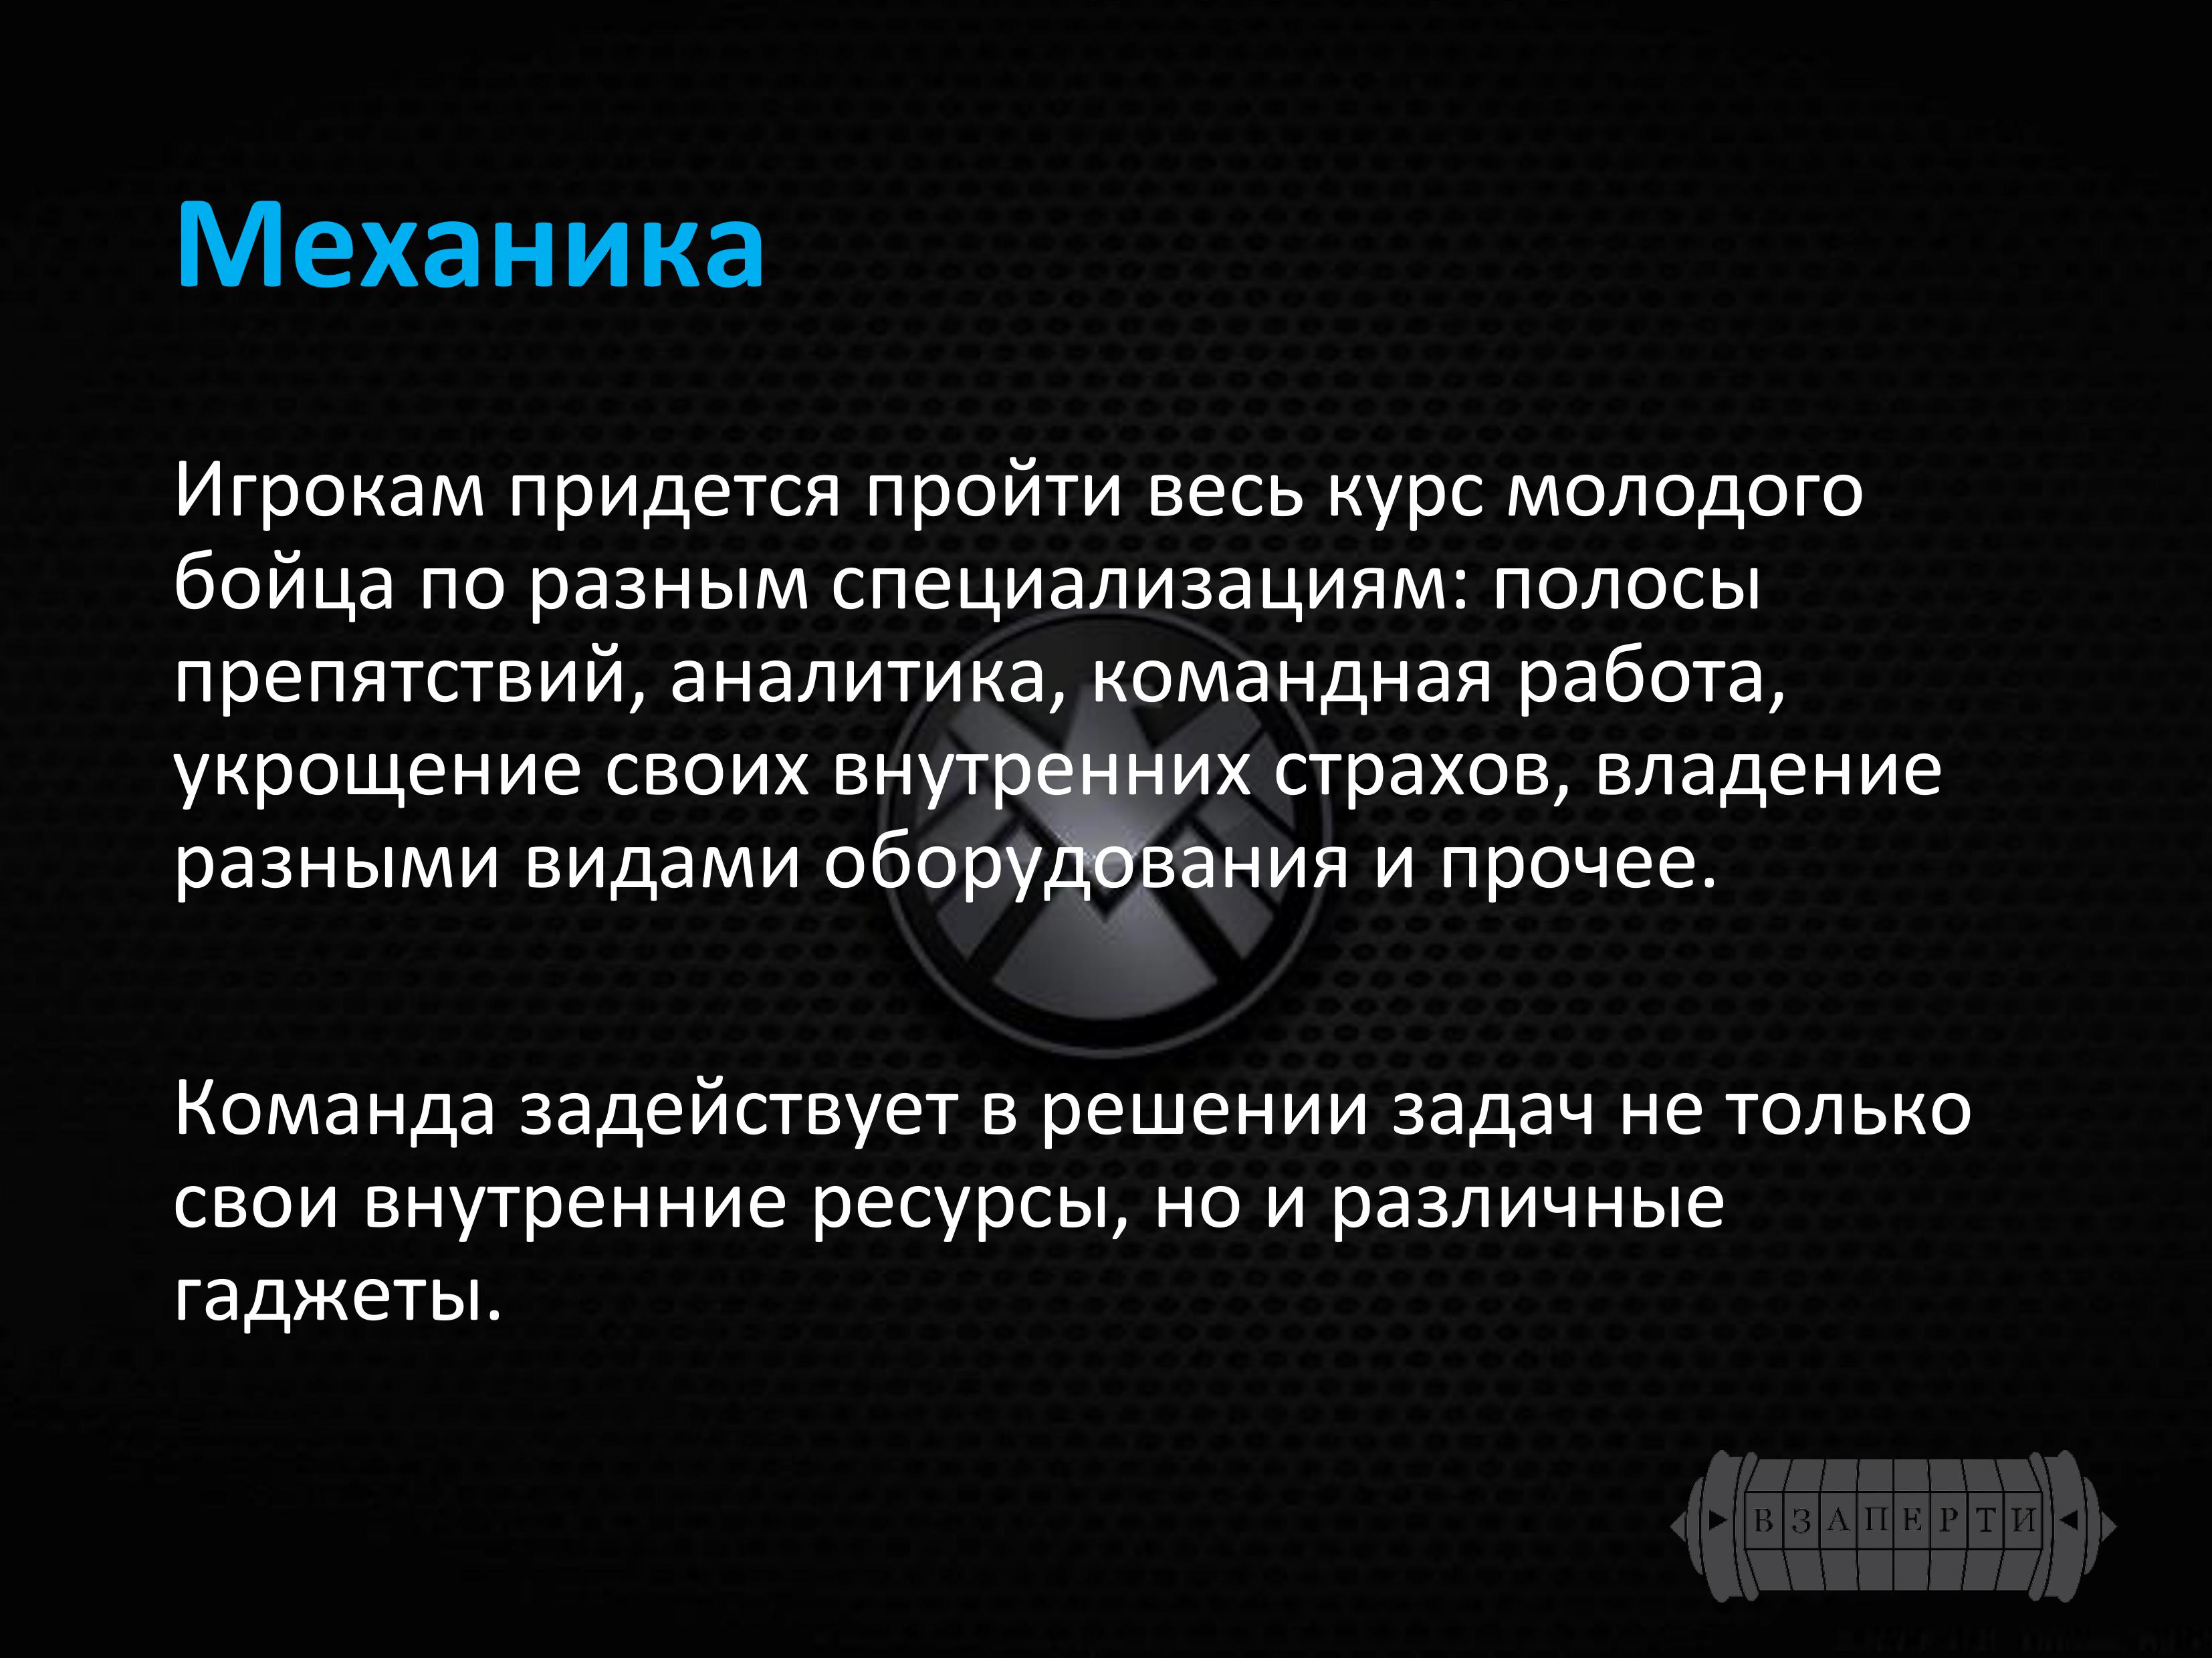 Механика
Игрокам придется пройти весь курс молодого
бойца по разным специализациям: полосы
препятствий, аналитика, командная работа,
укрощение своих внутренних страхов, владение
разными видами оборудования и прочее.
Команда задействует в решении задач не только
свои внутренние ресурсы, но и различные
гаджеты.
ВЗАПЕРТИ